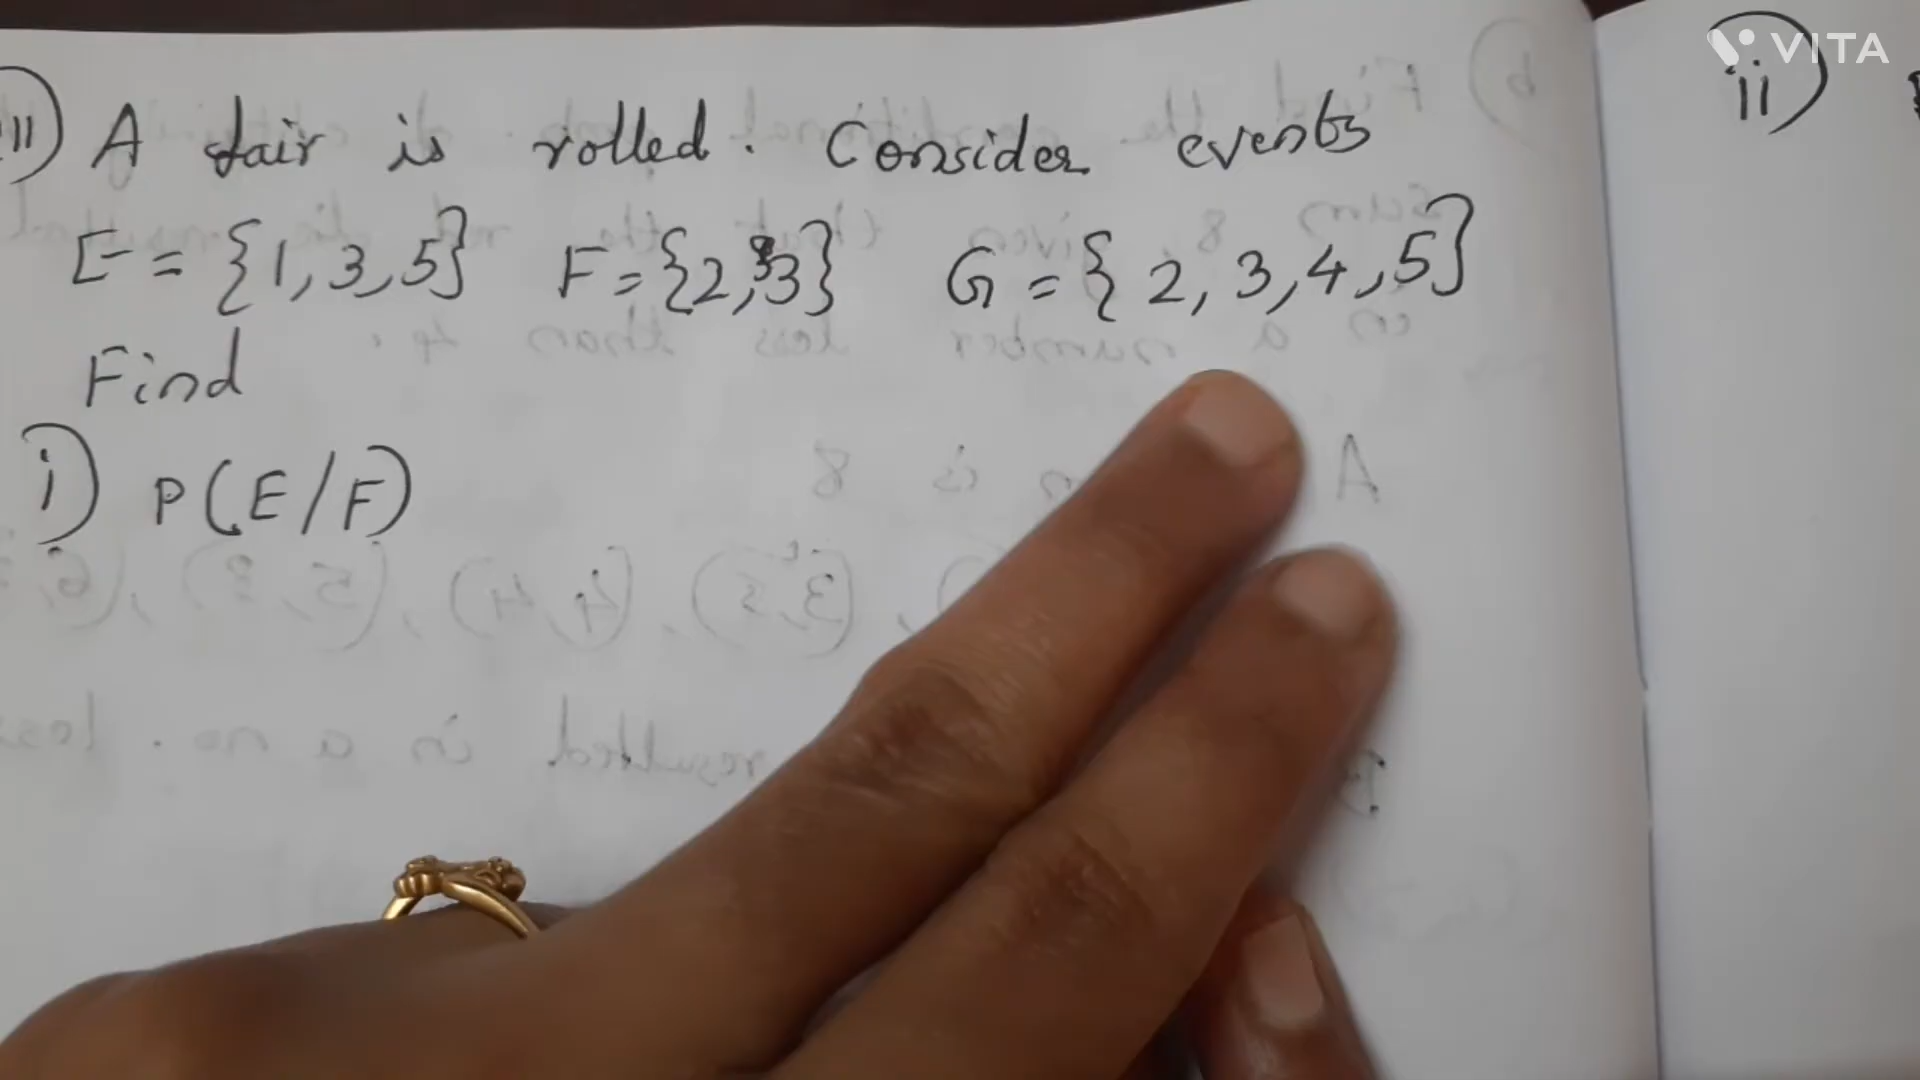 VITA
11) A fair is rolled. Consider events
E = {1, 3, 5} F = {2, 3} G = { 2, 3, 4, 5}
Find
i) P(E/F)
ii)